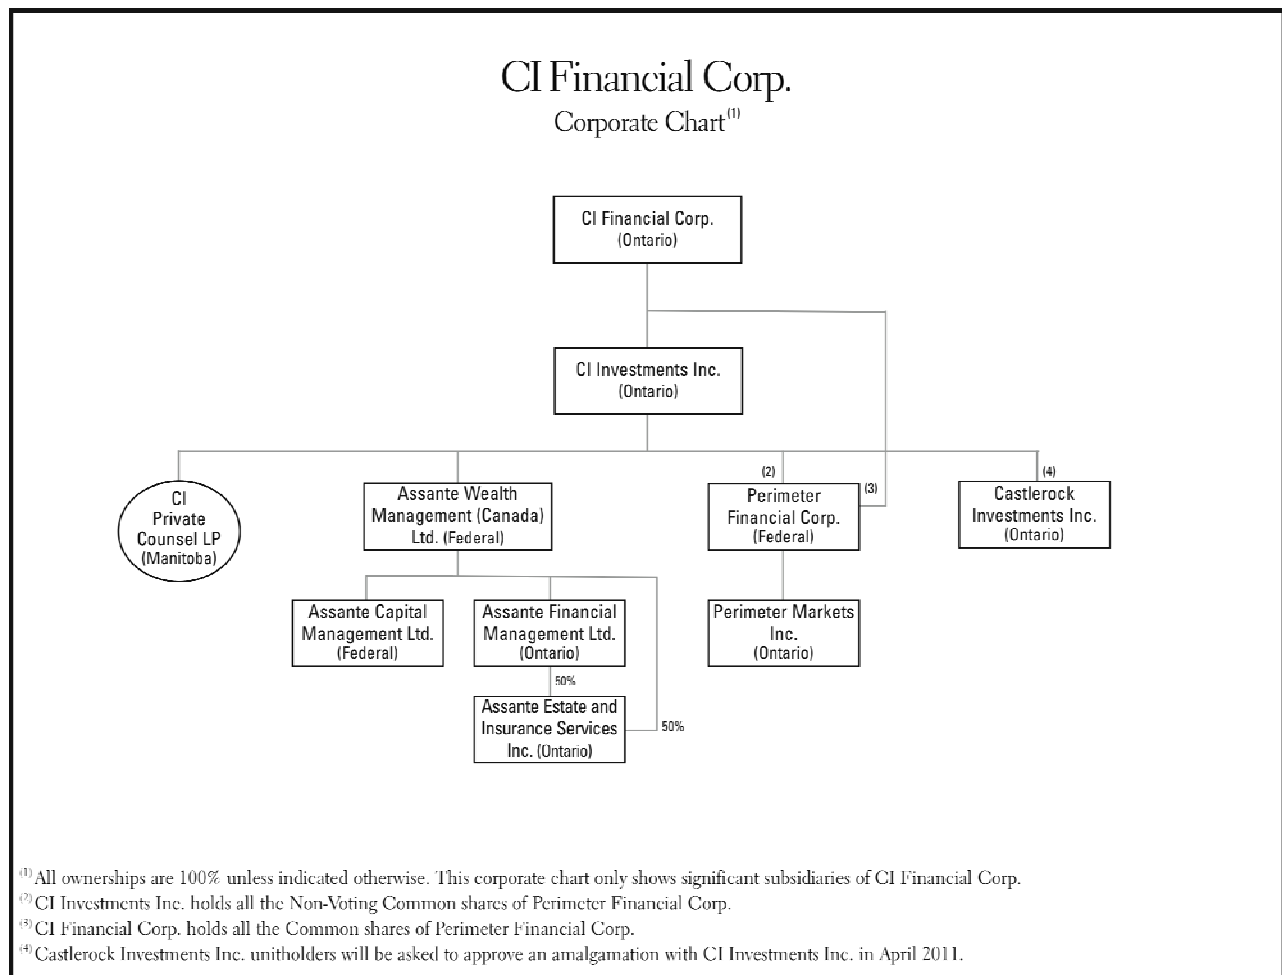 CI Financial Corp.
Corporate Chart(1)
CI Financial Corp.
(Ontario)
CI Investments Inc.
(Ontario)
CI
Private
Counsel LP
(Manitoba)
Assante Wealth
Management (Canada)
Ltd. (Federal)
(2)
Perimeter
Financial Corp.
(Federal)
(3)
(4)
Castlerock
Investments Inc.
(Ontario)
Assante Capital
Management Ltd.
(Federal)
Assante Financial
Management Ltd.
(Ontario)
Perimeter Markets
Inc.
(Ontario)
50%
Assante Estate and
Insurance Services
Inc. (Ontario)
50%
(1) All ownerships are 100% unless indicated otherwise. This corporate chart only shows significant subsidiaries of CI Financial Corp.
(2) CI Investments Inc. holds all the Non-Voting Common shares of Perimeter Financial Corp.
(3) CI Financial Corp. holds all the Common shares of Perimeter Financial Corp.
(4) Castlerock Investments Inc. unitholders will be asked to approve an amalgamation with CI Investments Inc. in April 2011.